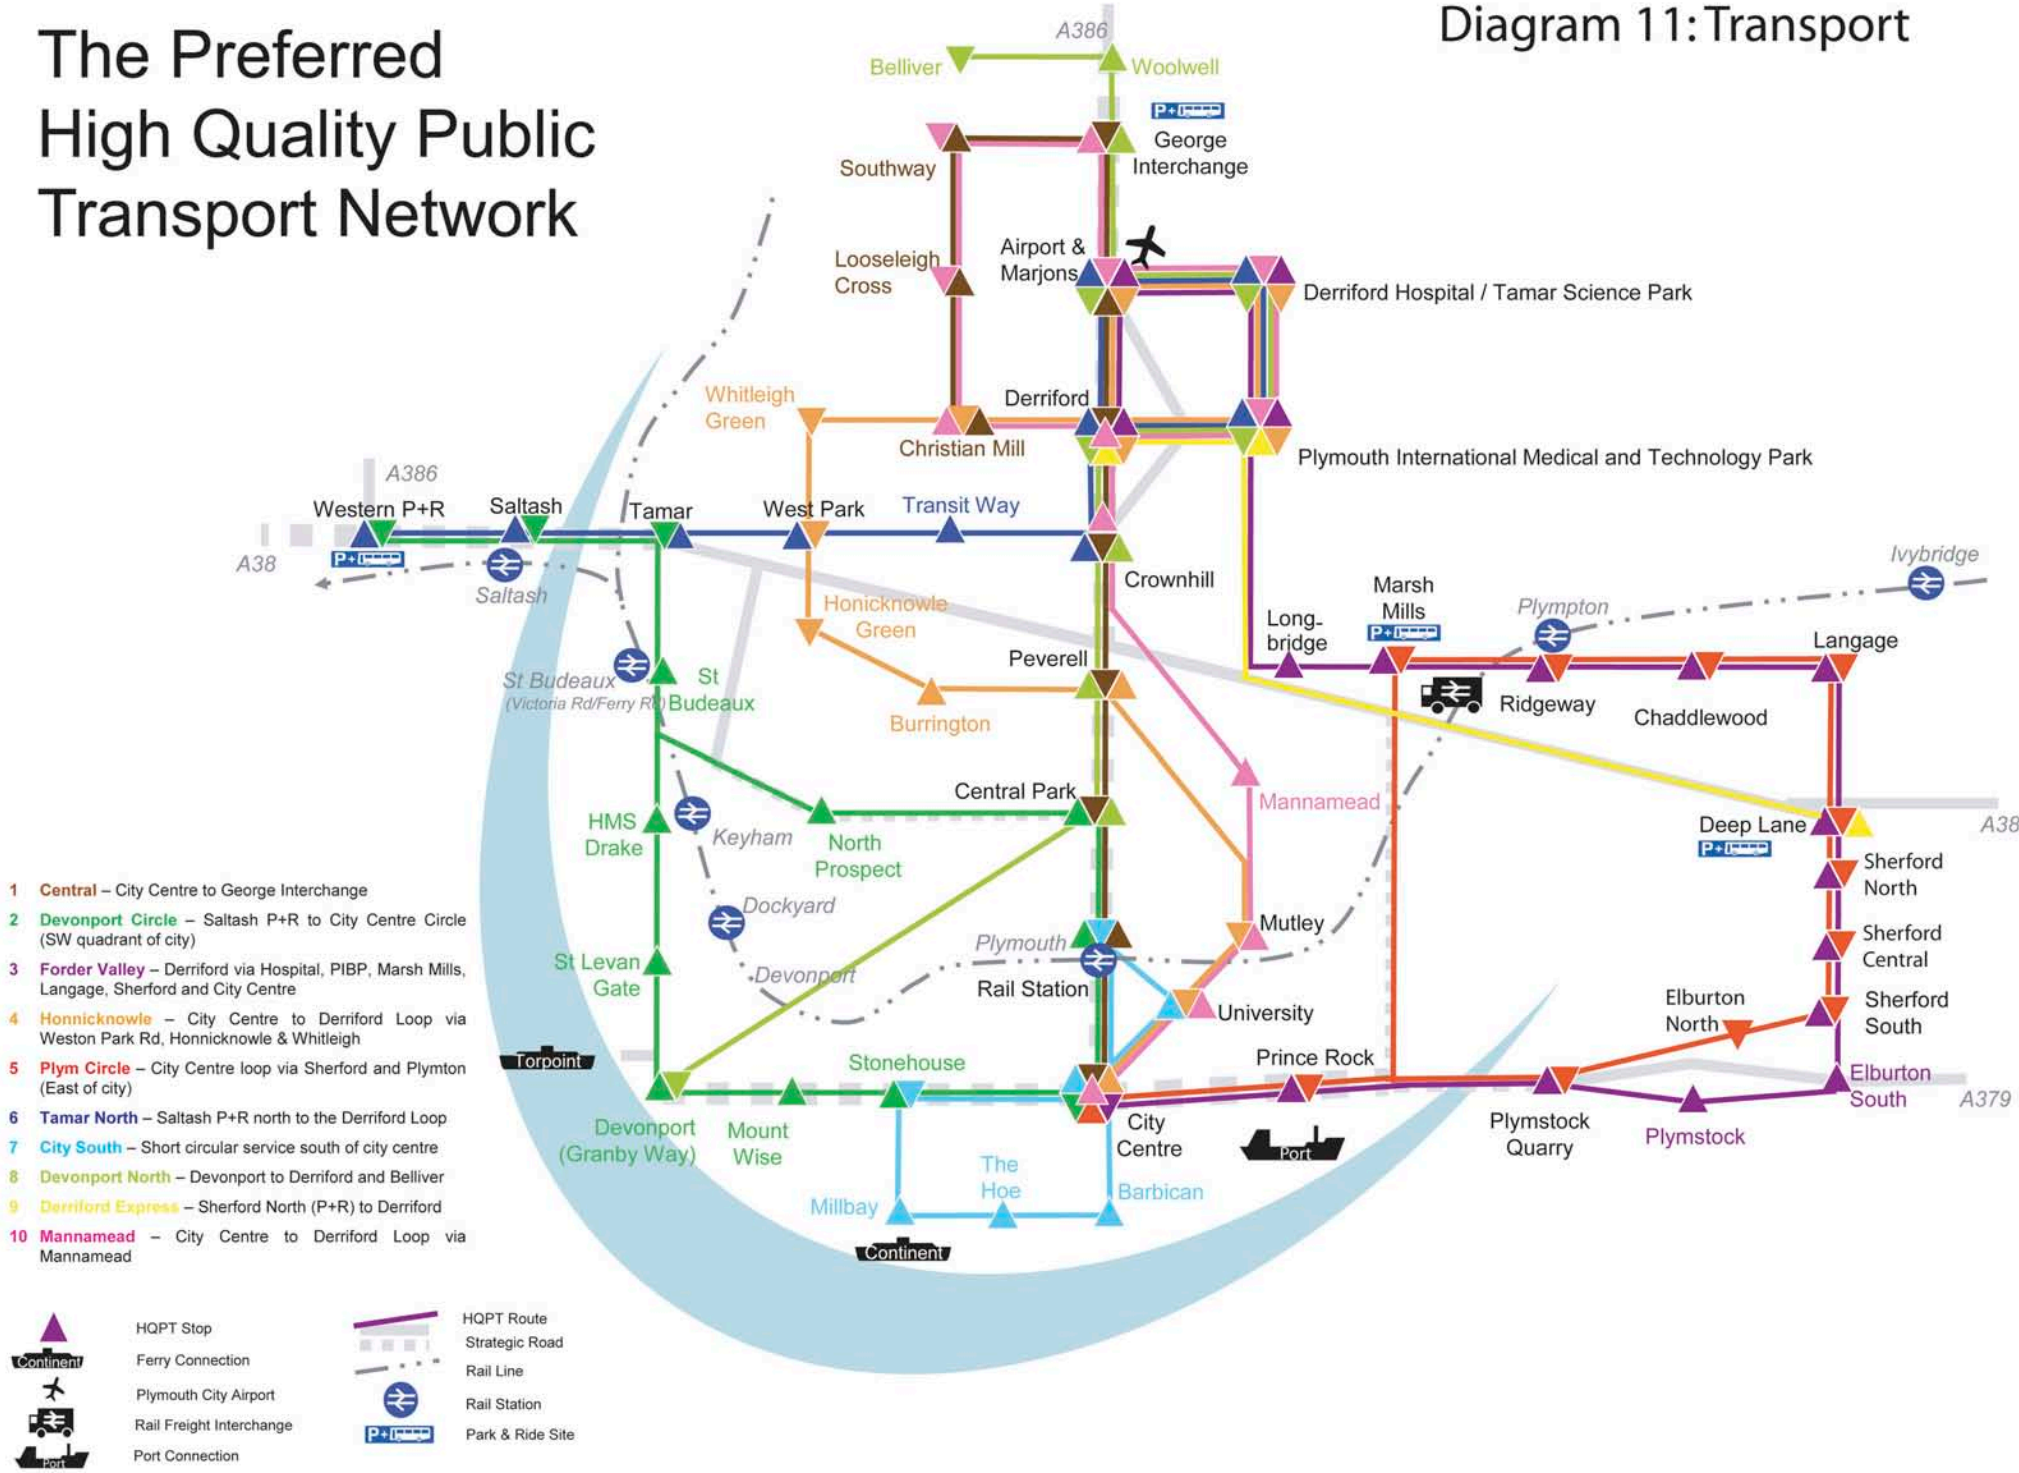 The Preferred
High Quality Public
Transport Network
Diagram 11: Transport
A386
Belliver
Woolwell
P+
George
Interchange
Southway
Looseleigh
Cross
Airport &
Marjons
Derriford Hospital / Tamar Science Park
Whitleigh
Green
Derriford
Christian Mill
Plymouth International Medical and Technology Park
A386
Western P+R
Saltash
Tamar
West Park
Transit Way
P+
A38
Saltash
Crownhill
Ivybridge
Marsh
Mills
P+
Plympton
Honicknowle
Green
Long-
bridge
Langage
Peverell
St Budeaux
(Victoria Rd/Ferry Rd)
St
Budeaux
Burrington
Ridgeway
Chaddlewood
Central Park
Mannamead
HMS
Drake
Keyham
North
Prospect
Deep Lane
P+
A38
Sherford
North
Dockyard
Mutley
Sherford
Central
Plymouth
St Levan
Gate
Devonport
Rail Station
University
Elburton
North
Sherford
South
Torpoint
Stonehouse
Prince Rock
Elburton
South
A379
Devonport
(Granby Way)
Mount
Wise
City
Centre
Port
Plymstock
Quarry
Plymstock
The
Hoe
Millbay
Barbican
Continent
1 Central – City Centre to George Interchange
2 Devonport Circle – Saltash P+R to City Centre Circle
(SW quadrant of city)
3 Forder Valley – Derriford via Hospital, PIBP, Marsh Mills,
Langage, Sherford and City Centre
4 Honnicknowle – City Centre to Derriford Loop via
Weston Park Rd, Honnicknowle & Whitleigh
5 Plym Circle – City Centre loop via Sherford and Plymton
(East of city)
6 Tamar North – Saltash P+R north to the Derriford Loop
7 City South – Short circular service south of city centre
8 Devonport North – Devonport to Derriford and Belliver
9 Derriford Express – Sherford North (P+R) to Derriford
10 Mannamead – City Centre to Derriford Loop via
Mannamead
HQPT Stop
Continent
Ferry Connection
Plymouth City Airport
Rail Freight Interchange
Port
Port Connection
HQPT Route
Strategic Road
Rail Line
Rail Station
P+
Park & Ride Site